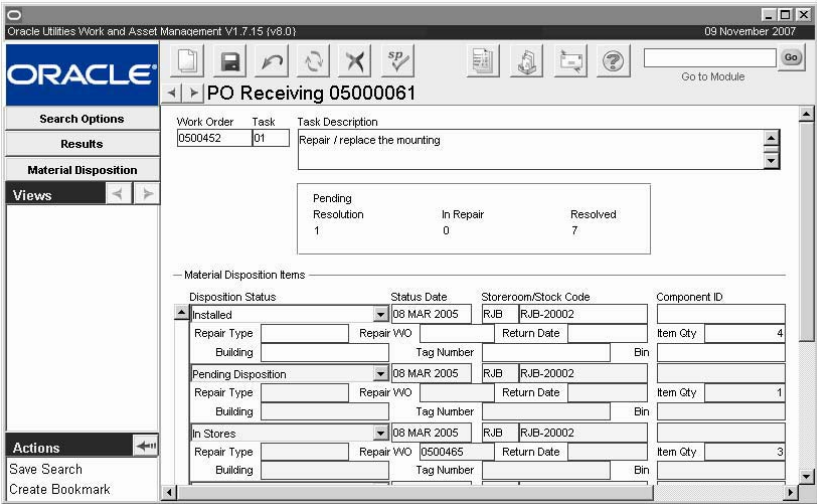 Oracle Utilities Work and Asset Management V1.7.15 {v8.0} 09 November 2007
ORACLE
sp
?
Go
Go to Module
PO Receiving 05000061
Search Options
Results
Material Disposition
Views
Work Order Task Task Description
0500452 01 Repair / replace the mounting
Pending
Resolution In Repair Resolved
1 0 7
Material Disposition Items
Disposition Status Status Date Storeroom/Stock Code Component ID
Installed 08 MAR 2005 RJB RJB-20002
Repair Type Repair WO Return Date Item Qty 4
Building Tag Number Bin
Pending Disposition 08 MAR 2005 RJB RJB-20002
Repair Type Repair WO Return Date Item Qty 1
Building Tag Number Bin
In Stores 08 MAR 2005 RJB RJB-20002
Repair Type Repair WO 0500465 Return Date Item Qty 3
Building Tag Number Bin
Actions
Save Search
Create Bookmark